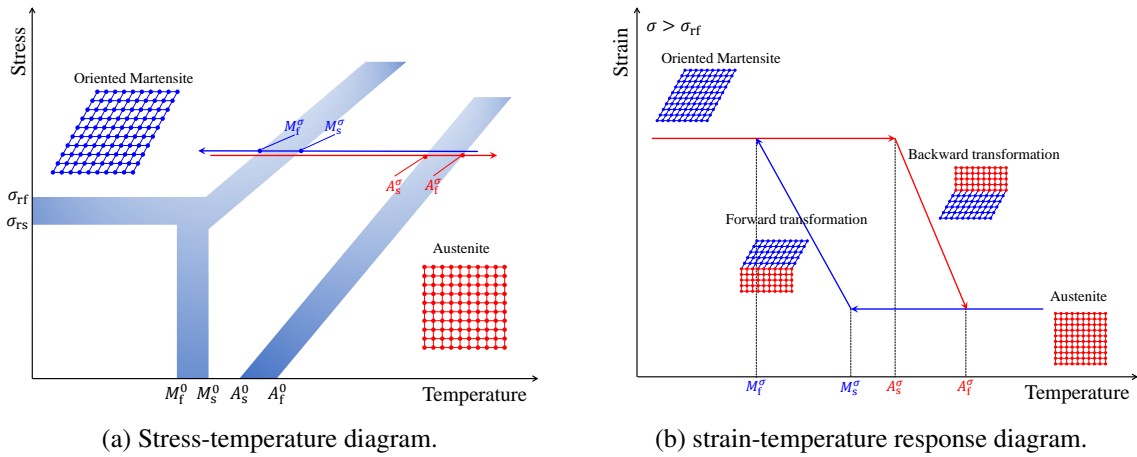 Stress
Oriented Martensite
M_f^σ
M_s^σ
A_s^σ
A_f^σ
σ_rf
σ_rs
Austenite
M_f^0
M_s^0
A_s^0
A_f^0
Temperature
(a) Stress-temperature diagram.
Strain
σ > σ_rf
Oriented Martensite
Backward transformation
Forward transformation
Austenite
M_f^σ
M_s^σ
A_s^σ
A_f^σ
Temperature
(b) strain-temperature response diagram.